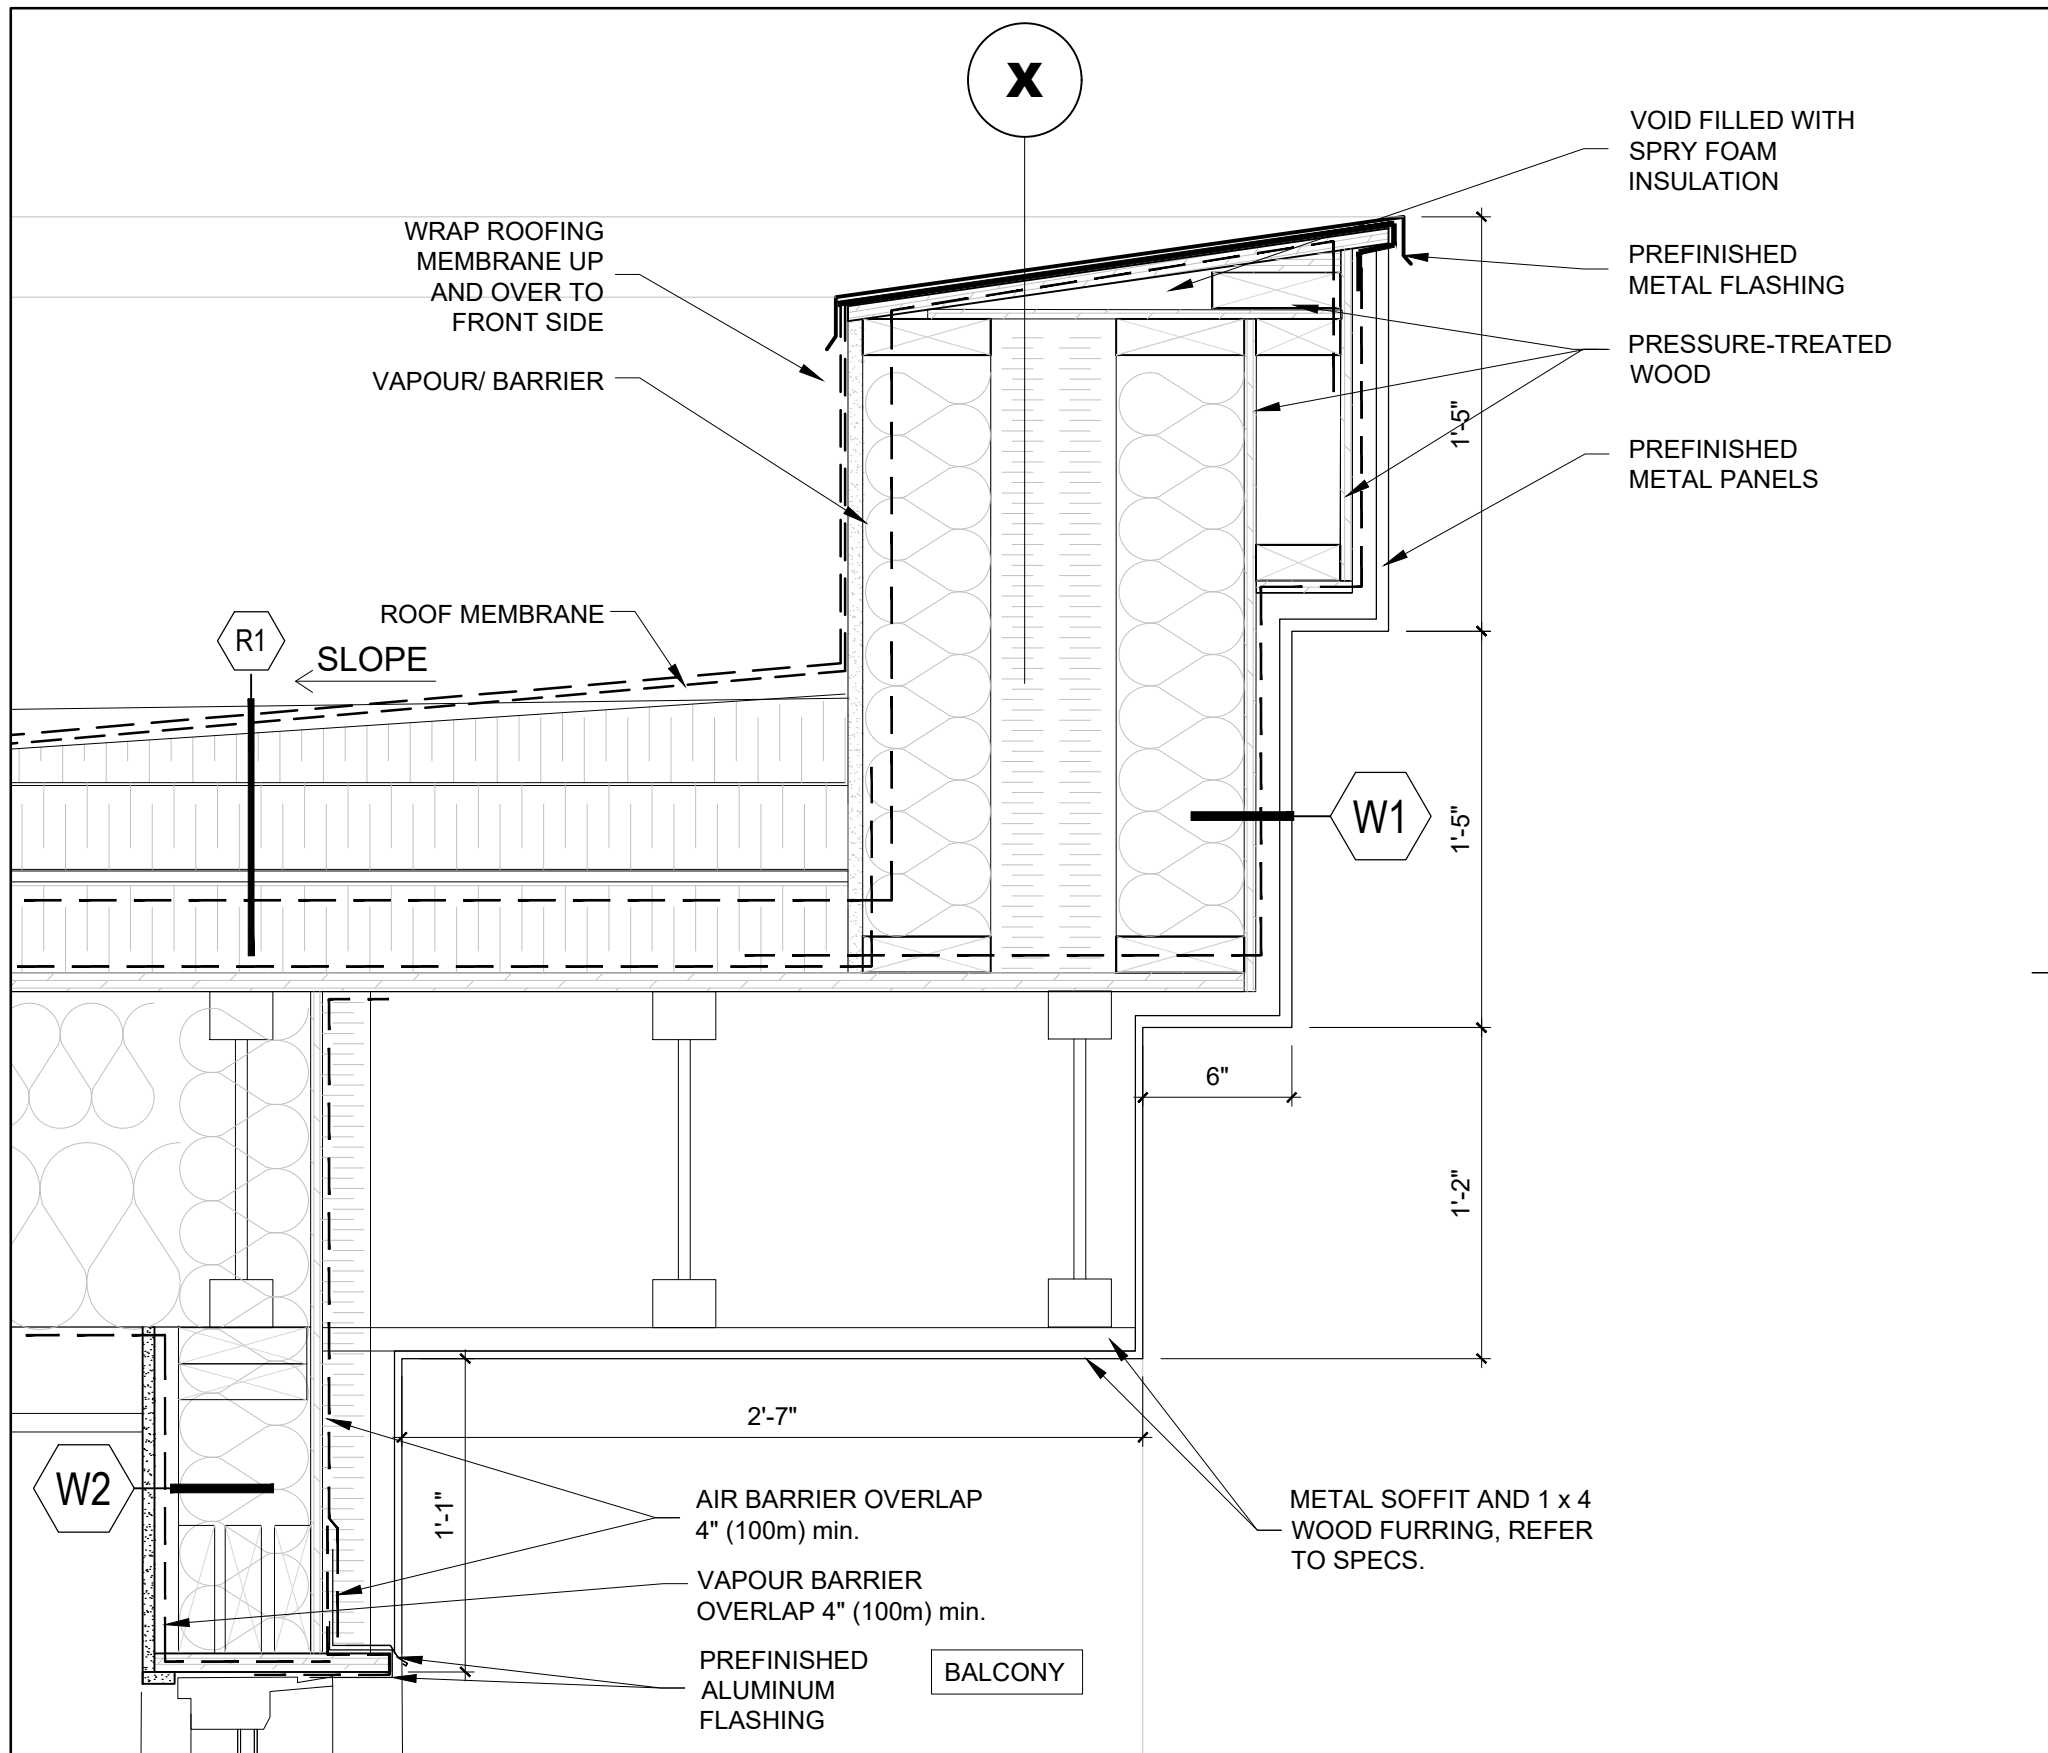 X
VOID FILLED WITH
SPRY FOAM
INSULATION
WRAP ROOFING
MEMBRANE UP
AND OVER TO
FRONT SIDE
PREFINISHED
METAL FLASHING
PRESSURE-TREATED
WOOD
VAPOUR/ BARRIER
1'-5"
PREFINISHED
METAL PANELS
ROOF MEMBRANE
R1
SLOPE
W1
1'-5"
6"
1'-2"
2'-7"
W2
1'-1"
AIR BARRIER OVERLAP
4" (100m) min.
METAL SOFFIT AND 1 x 4
WOOD FURRING, REFER
TO SPECS.
VAPOUR BARRIER
OVERLAP 4" (100m) min.
PREFINISHED
ALUMINUM
FLASHING
BALCONY